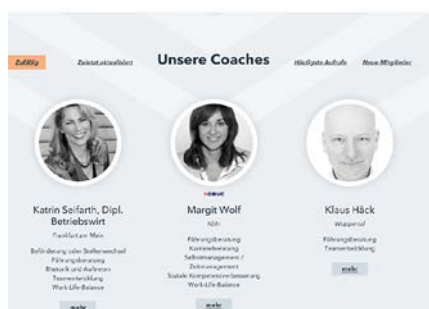 Zufällig
Zuletzt aktualisiert
Unsere Coaches
Häufigste Aufrufe
Neue Mitglieder
Katrin Seifarth, Dipl.
Betriebswirt
Frankfurt am Main
Beförderung oder Stellenwechsel
Führungsberatung
Rhetorik und Auftreten
Teamentwicklung
Work-Life-Balance
mehr
Margit Wolf
Köln
Führungsberatung
Karriereberatung
Selbstmanagement /
Zeitmanagement
Soziale Kompetenzverbesserung
Work-Life-Balance
mehr
Klaus Häck
Wuppertal
Führungsberatung
Teamentwicklung
mehr